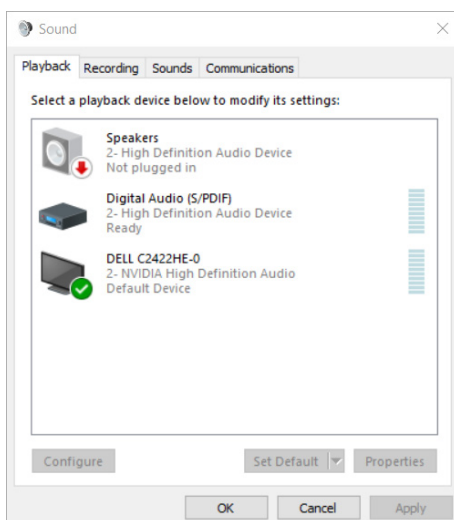 Sound
Playback Recording Sounds Communications
Select a playback device below to modify its settings:
Speakers
2- High Definition Audio Device
Not plugged in
Digital Audio (S/PDIF)
2- High Definition Audio Device
Ready
DELL C2422HE-0
2- NVIDIA High Definition Audio
Default Device
Configure Set Default Properties
OK Cancel Apply